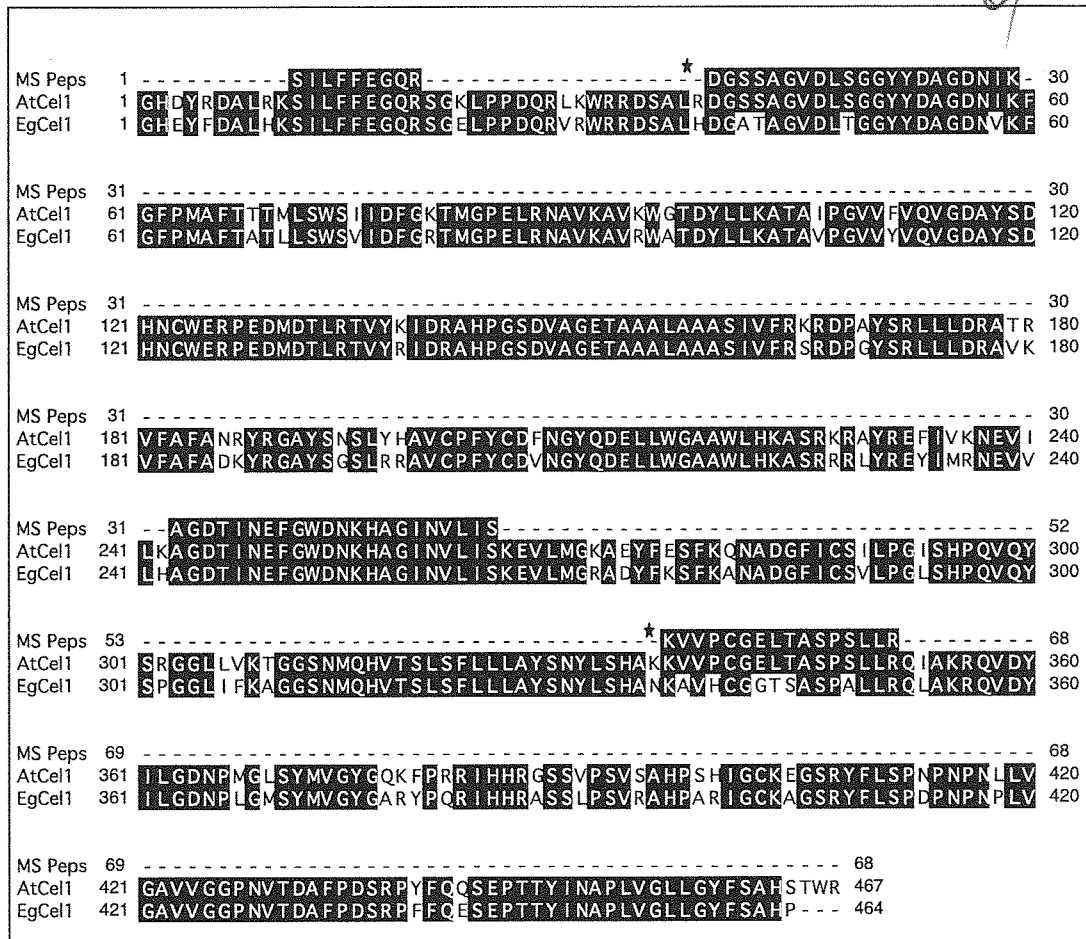 ★
MS Peps 1 - - - - - - - - - - SILFFEGQR - - - - - - - - - - - - - - - - - - - DGSSAGVDLSGGYYDAGDNIK - 30
AtCel1 1 GHDYRDALRKSILFFEGQRSGKLPPDQRLKWRRDSALRDGSSAGVDLSGGYYDAGDNIKF 60
EgCel1 1 GHEYFDALHKSILFFEGQRSGELPPDQRVRWRRDSALHDGATAGVDLTGGYYDAGDNVKF 60
MS Peps 31 - - - - - - - - - - - - - - - - - - - - - - - - - - - - - - - - - - - - - - - - - - - - - - - - - - - - - - - - - - - - 30
AtCel1 61 GFPMAFTTTMLSWSIIDFGKTMGPELRNAVKAVKWGTDYLLKATAIPGVVFVQVGDAYSD 120
EgCel1 61 GFPMAFTATLLSWSVIDFGRTMGPELRNAVKAVRWATDYLLKATAVPGVVYVQVGDAYSD 120
MS Peps 31 - - - - - - - - - - - - - - - - - - - - - - - - - - - - - - - - - - - - - - - - - - - - - - - - - - - - - - - - - - - - 30
AtCel1 121 HNCWERPEDMDTLRTVYKIDRAHPGSDVAGETAAALAAASIVFRKRDPAYSRLLLDRATR 180
EgCel1 121 HNCWERPEDMDTLRTVYRIDRAHPGSDVAGETAAALAAASIVFRSRDPGYSRLLLDRAVK 180
MS Peps 31 - - - - - - - - - - - - - - - - - - - - - - - - - - - - - - - - - - - - - - - - - - - - - - - - - - - - - - - - - - - - 30
AtCel1 181 VFAFANRYRGAYSNSLYHAVCPFYCDFNGYQDELLWGAAWLHKASRKRAYREFIVKNEVI 240
EgCel1 181 VFAFADKYRGAYSGSLRRAVCPFYCDVNGYQDELLWGAAWLHKASRRRLYREYIMRNEVV 240
MS Peps 31 - - AGDTINEFGWDNKHAGINVLIS - - - - - - - - - - - - - - - - - - - - - - - - - - - - - - - - - - - - 52
AtCel1 241 LKAGDTINEFGWDNKHAGINVLISKEVLMGKAEYFESFKQNADGFICSILPGISHPQVQY 300
EgCel1 241 LHAGDTINEFGWDNKHAGINVLISKEVLMGRADYFKSFKANADGFICSVLPGLSHPQVQY 300
★
MS Peps 53 - - - - - - - - - - - - - - - - - - - - - - - - - - - - - - - - - - - KVVPCGELTASPSLLR - - - - - - - - - 68
AtCel1 301 SRGGLLVKTGGSNMQHVTSLSFLLLAYSNYLSHAKKVVPCGELTASPSLLRQIAKRQVDY 360
EgCel1 301 SPGGLIFKAGGSNMQHVTSLSFLLLAYSNYLSHANKAVHCGGTSASPALLRQLAKRQVDY 360
MS Peps 69 - - - - - - - - - - - - - - - - - - - - - - - - - - - - - - - - - - - - - - - - - - - - - - - - - - - - - - - - - - - - 68
AtCel1 361 ILGDNPMGLSYMVGYGQKFPRRIHHRGSSVPSVSAHPSHIGCKEGSRYFLSPNPNPNLLV 420
EgCel1 361 ILGDNPLGMSYMVGYGARYPQRIHHRASSLPSVRAHPARIGCKAGSRYFLSPDPNPNPLV 420
MS Peps 69 - - - - - - - - - - - - - - - - - - - - - - - - - - - - - - - - - - - - - - - - - - - - - - - 68
AtCel1 421 GAVVGGPNVTDAFPDSRPYFQQSEPTTYINAPLVGLLGYFSAHSTWR 467
EgCel1 421 GAVVGGPNVTDAFPDSRPFFQESEPTTYINAPLVGLLGYFSAHP - - - 464